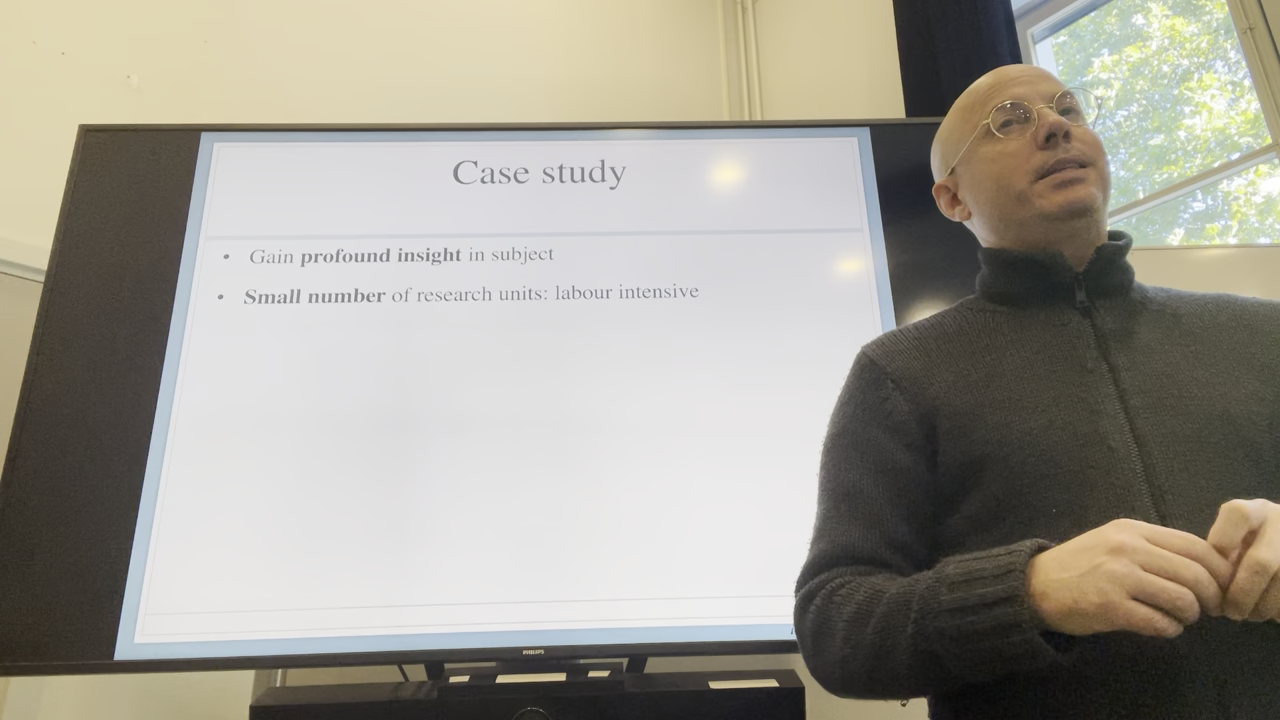 Case study
• Gain profound insight in subject
• Small number of research units: labour intensive
PHILIPS